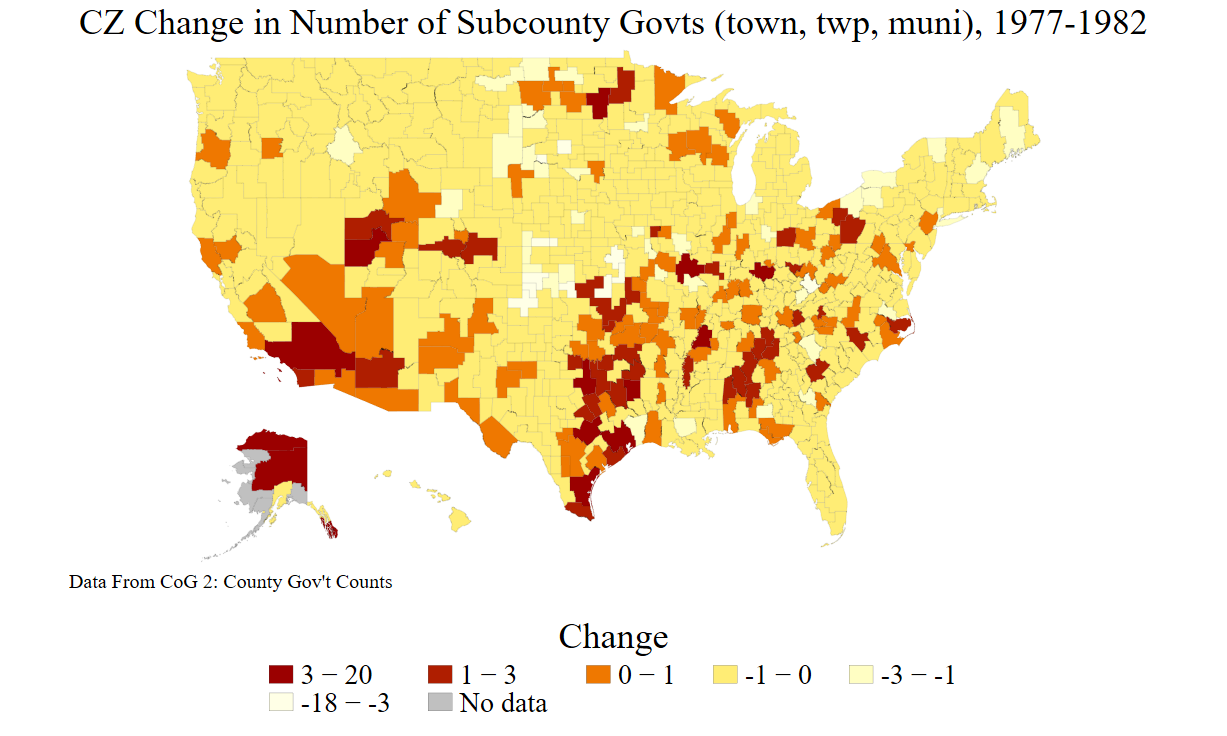 CZ Change in Number of Subcounty Govts (town, twp, muni), 1977-1982
Data From CoG 2: County Gov't Counts
Change
3 − 20 1 − 3 0 − 1 -1 − 0 -3 − -1
-18 − -3 No data